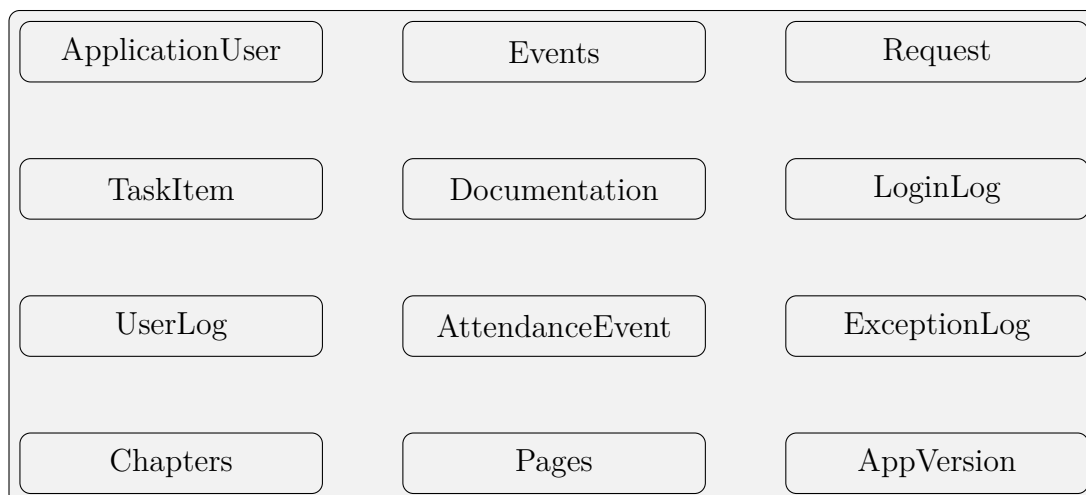 ApplicationUser
Events
Request
TaskItem
Documentation
LoginLog
UserLog
AttendanceEvent
ExceptionLog
Chapters
Pages
AppVersion